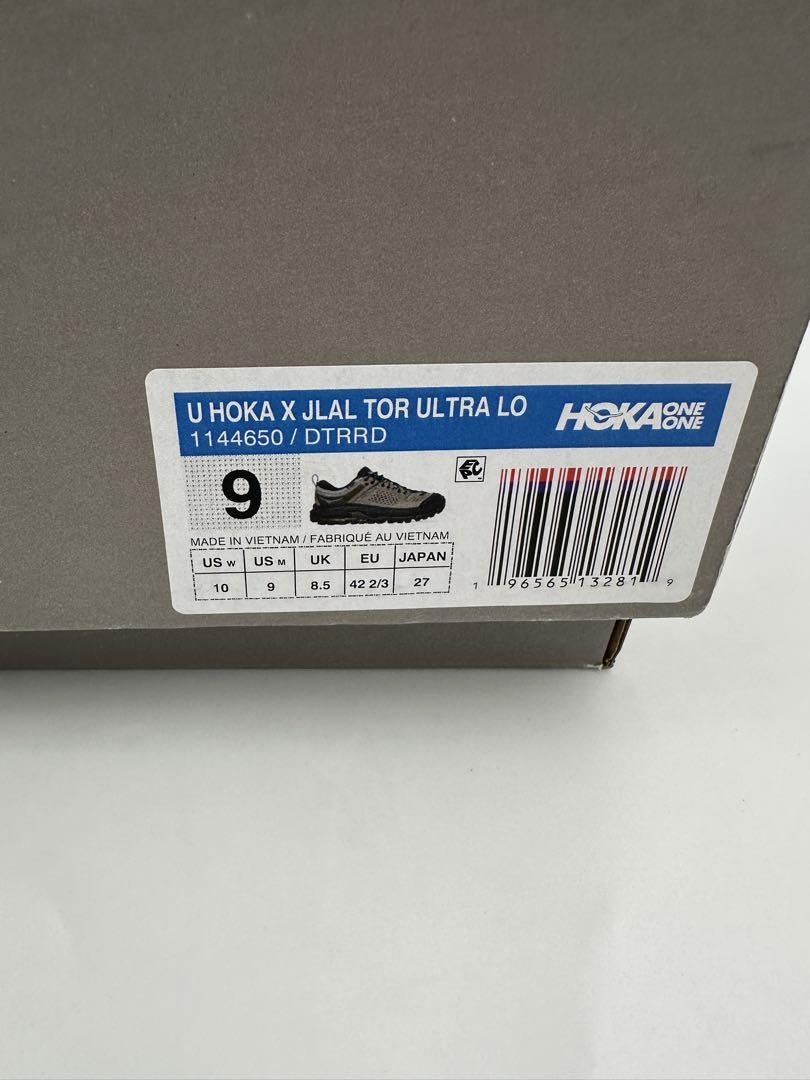 U HOKA X JLAL TOR ULTRA LO
1144650 / DTRRD
HOKA ONE ONE
9
EPC
MADE IN VIETNAM / FABRIQUÉ AU VIETNAM
US W US M UK EU JAPAN
10 9 8.5 42 2/3 27
1 96565 13281 9